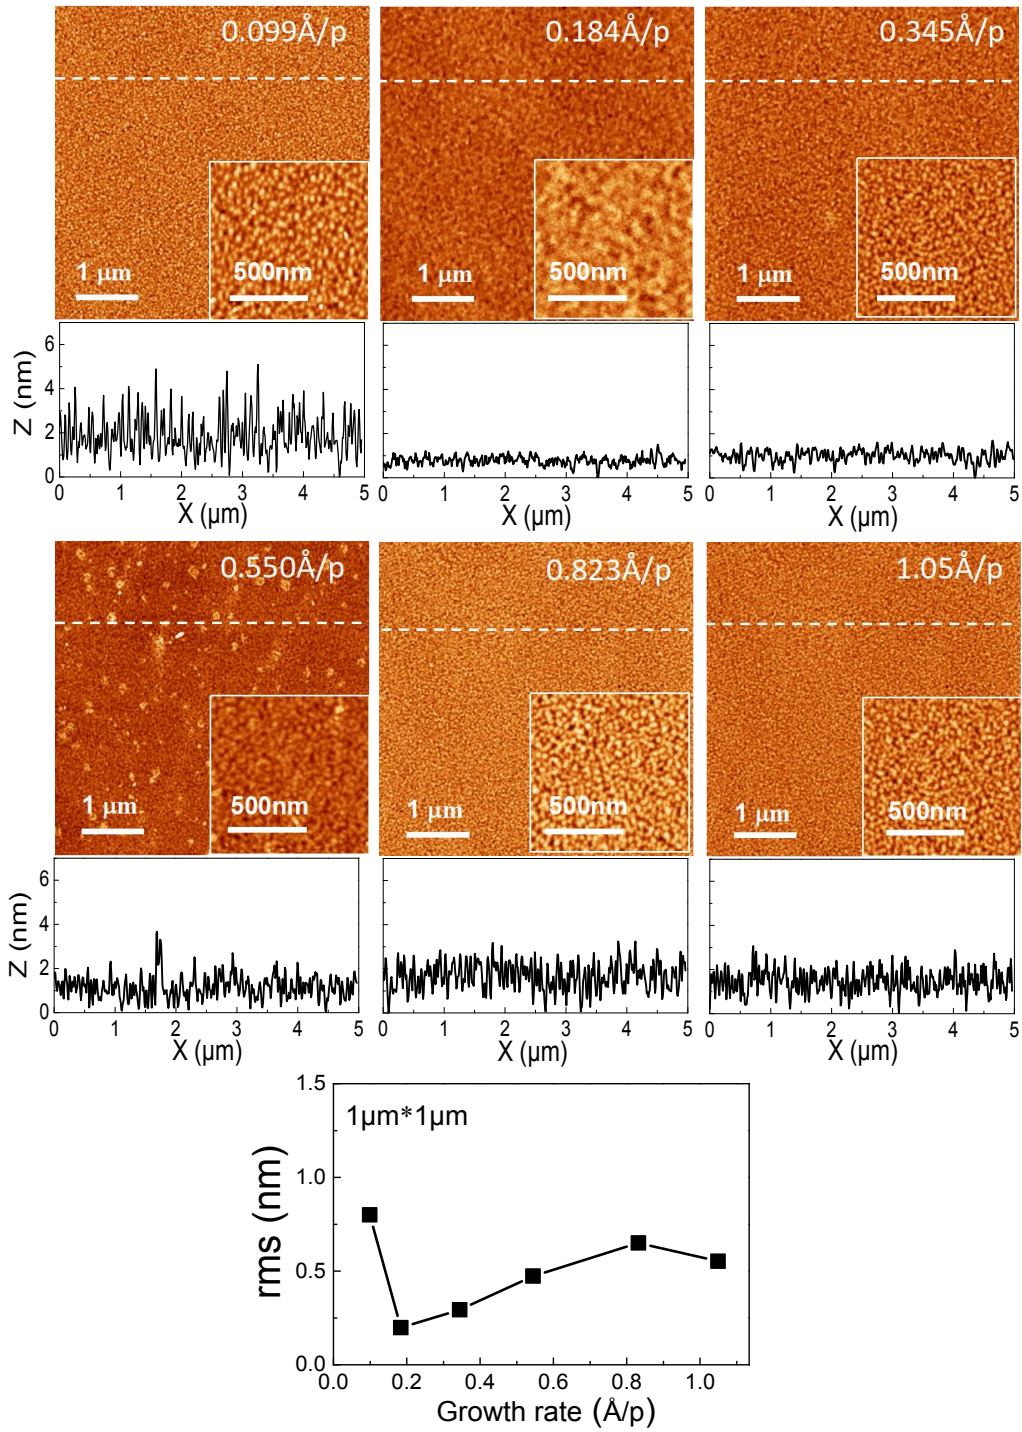 0.099Å/p
0.184Å/p
0.345Å/p
1 μm
500nm
1 μm
500nm
1 μm
500nm
Z (nm)
6
4
2
0
0 1 2 3 4 5
X (μm)
0 1 2 3 4 5
X (μm)
0 1 2 3 4 5
X (μm)
0.550Å/p
0.823Å/p
1.05Å/p
1 μm
500nm
1 μm
500nm
1 μm
500nm
Z (nm)
6
4
2
0
0 1 2 3 4 5
X (μm)
0 1 2 3 4 5
X (μm)
0 1 2 3 4 5
X (μm)
1μm*1μm
rms (nm)
1.5
1.0
0.5
0.0
0.0 0.2 0.4 0.6 0.8 1.0
Growth rate (Å/p)